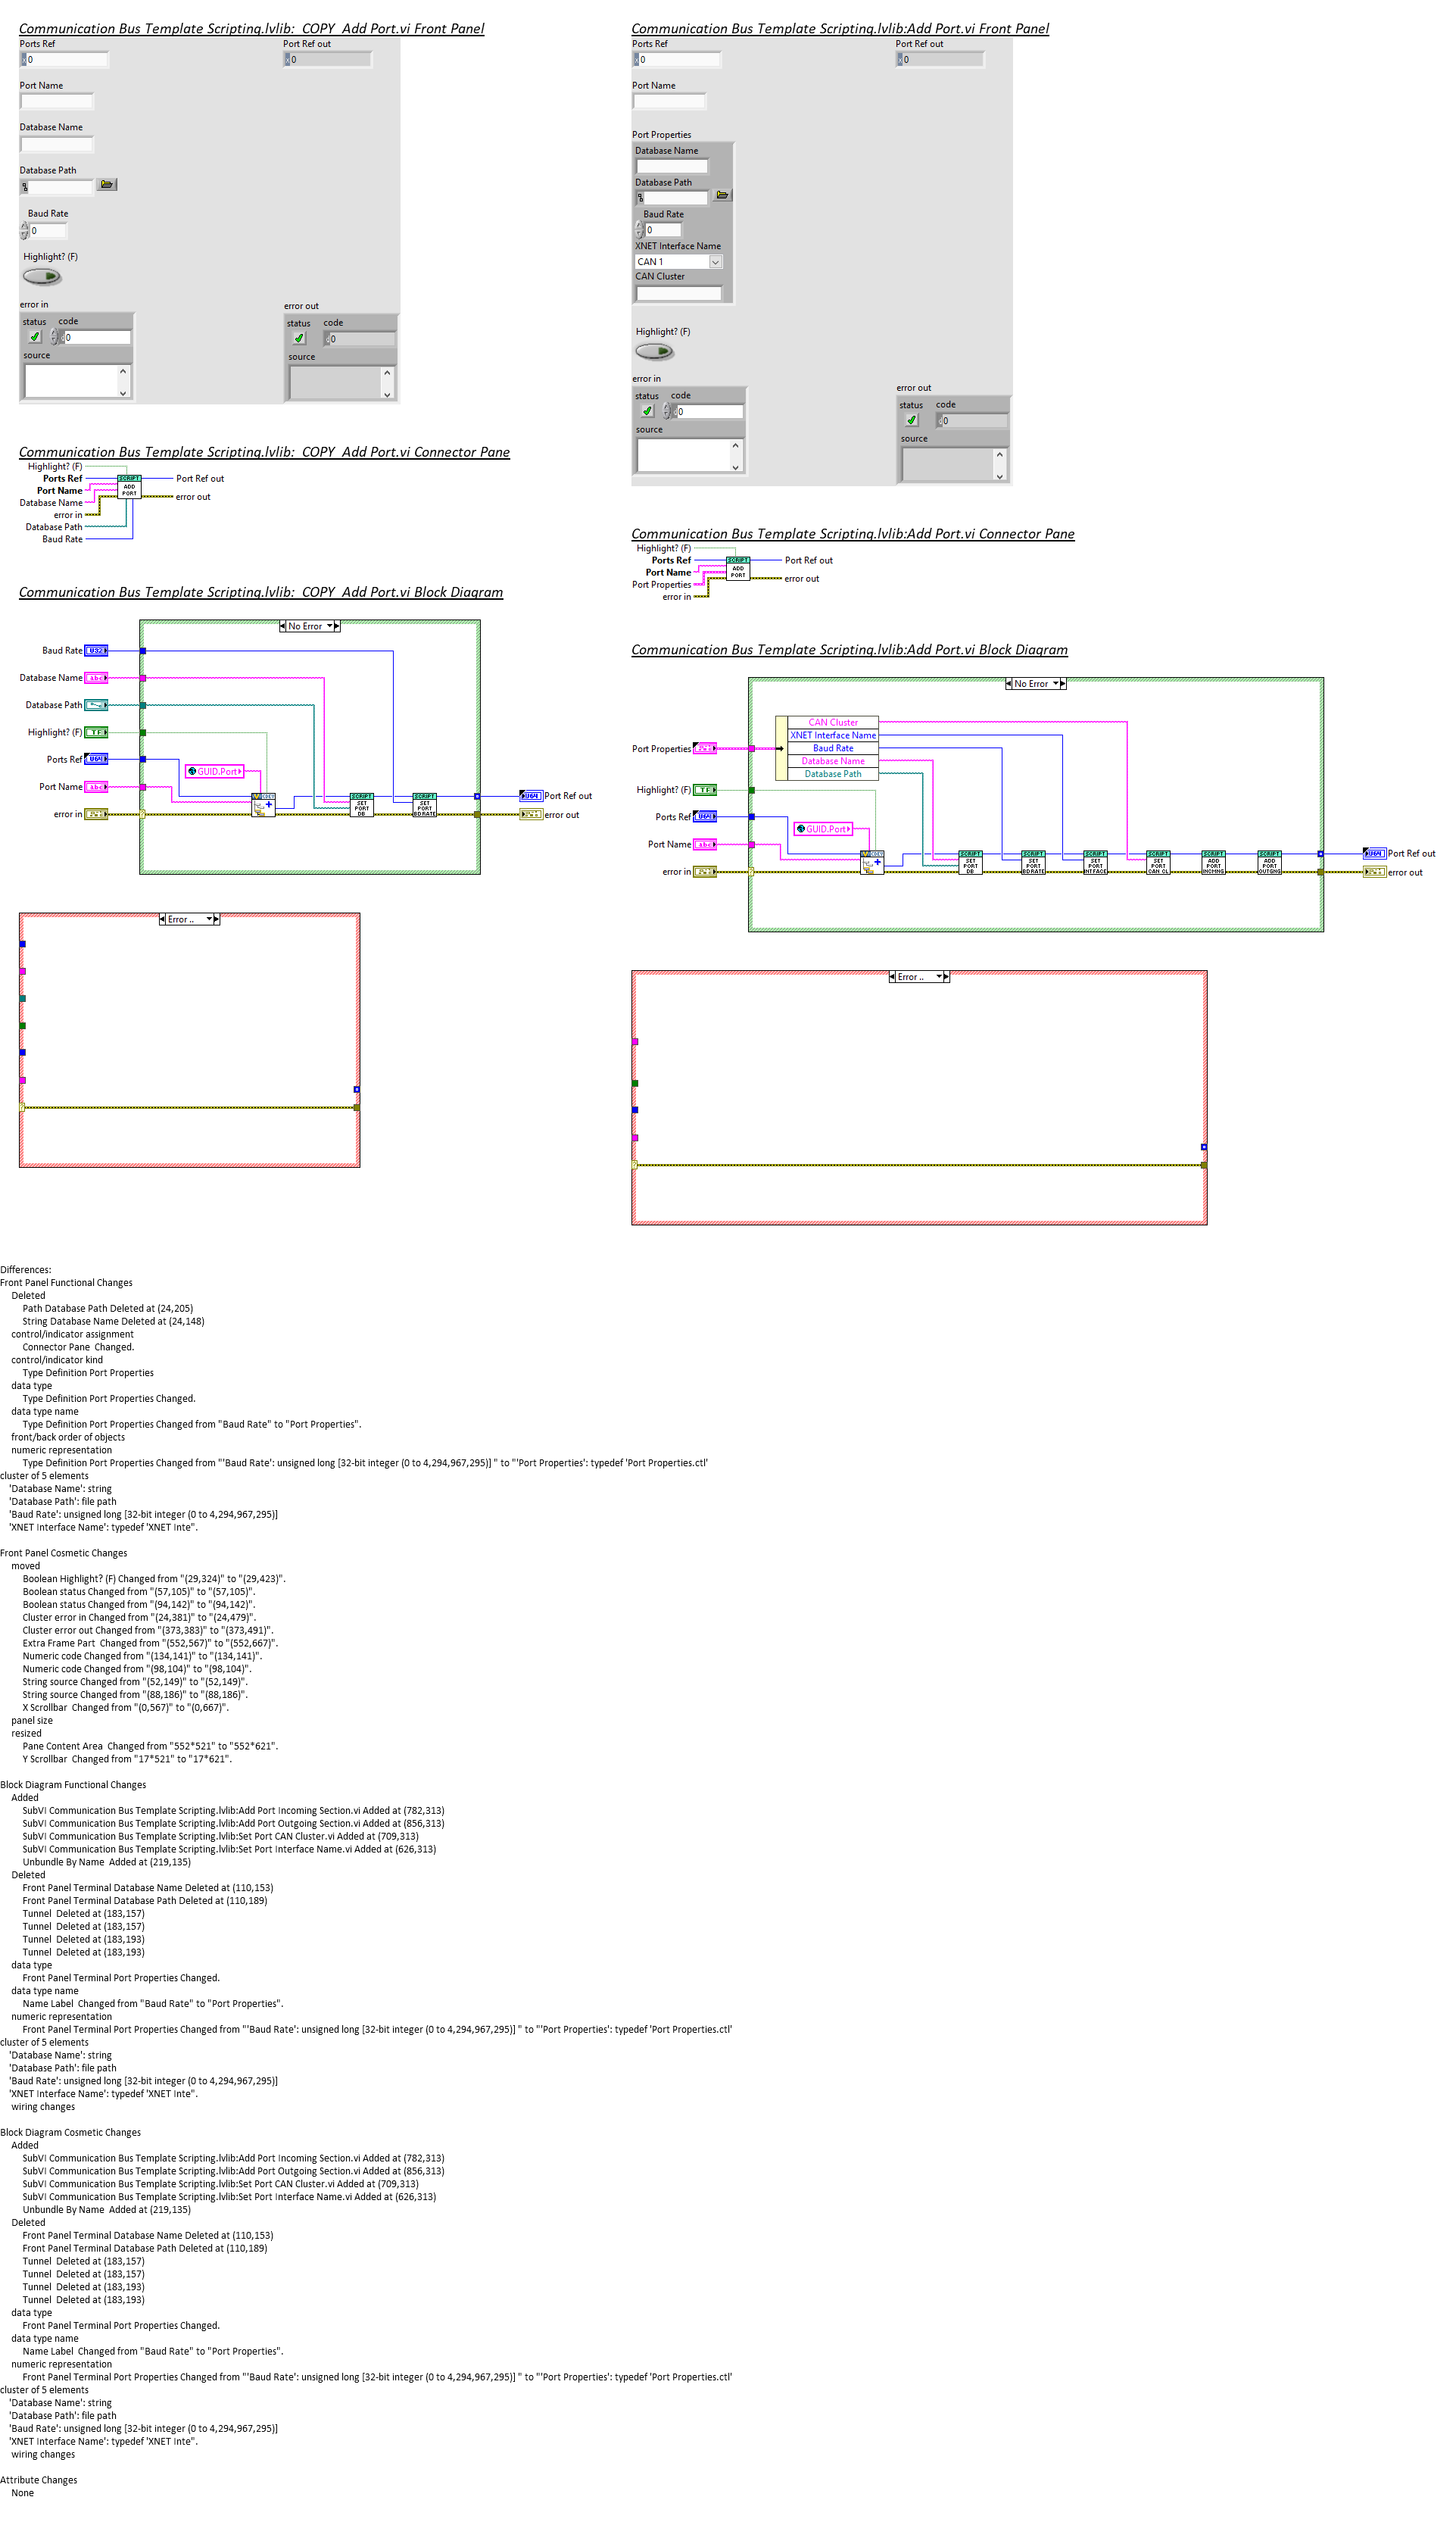 Communication Bus Template Scripting.lvlib:_COPY_Add Port.vi Front Panel
Ports Ref
0
Port Ref out
0
Port Name
Database Name
Database Path
Baud Rate
0
Highlight? (F)
error in
status code
0
source
error out
status code
0
source
Communication Bus Template Scripting.lvlib:_COPY_Add Port.vi Connector Pane
Highlight? (F)
Ports Ref
Port Name
Database Name
error in
Database Path
Baud Rate
SCRIPT
ADD
PORT
Port Ref out
error out
Communication Bus Template Scripting.lvlib:_COPY_Add Port.vi Block Diagram
No Error
Baud Rate
U32
Database Name
abc
Database Path
Highlight? (F)
TF
Ports Ref
U64
GUID.Port
Port Name
abc
error in
SCRIPT
SET
PORT
DB
SCRIPT
SET
PORT
BD RATE
U64
Port Ref out
error out
Error ..
Communication Bus Template Scripting.lvlib:Add Port.vi Front Panel
Ports Ref
0
Port Ref out
0
Port Name
Port Properties
Database Name
Database Path
Baud Rate
0
XNET Interface Name
CAN 1
CAN Cluster
Highlight? (F)
error in
status code
0
source
error out
status code
0
source
Communication Bus Template Scripting.lvlib:Add Port.vi Connector Pane
Highlight? (F)
Ports Ref
Port Name
Port Properties
error in
SCRIPT
ADD
PORT
Port Ref out
error out
Communication Bus Template Scripting.lvlib:Add Port.vi Block Diagram
No Error
CAN Cluster
XNET Interface Name
Baud Rate
Database Name
Database Path
Port Properties
Highlight? (F)
TF
Ports Ref
U64
GUID.Port
Port Name
abc
error in
SCRIPT
SET
PORT
DB
SCRIPT
SET
PORT
BD RATE
SCRIPT
SET
PORT
INTFACE
SCRIPT
SET
PORT
CAN CL
SCRIPT
ADD
PORT
INCMNG
SCRIPT
ADD
PORT
OUTGNG
U64
Port Ref out
error out
Error ..
Differences:
Front Panel Functional Changes
Deleted
Path Database Path Deleted at (24,205)
String Database Name Deleted at (24,148)
control/indicator assignment
Connector Pane  Changed.
control/indicator kind
Type Definition Port Properties
data type
Type Definition Port Properties Changed.
data type name
Type Definition Port Properties Changed from "Baud Rate" to "Port Properties".
front/back order of objects
numeric representation
Type Definition Port Properties Changed from "'Baud Rate': unsigned long [32-bit integer (0 to 4,294,967,295)] " to "'Port Properties': typedef 'Port Properties.ctl'
cluster of 5 elements
'Database Name': string
'Database Path': file path
'Baud Rate': unsigned long [32-bit integer (0 to 4,294,967,295)]
'XNET Interface Name': typedef 'XNET Inte".
Front Panel Cosmetic Changes
moved
Boolean Highlight? (F) Changed from "(29,324)" to "(29,423)".
Boolean status Changed from "(57,105)" to "(57,105)".
Boolean status Changed from "(94,142)" to "(94,142)".
Cluster error in Changed from "(24,381)" to "(24,479)".
Cluster error out Changed from "(373,383)" to "(373,491)".
Extra Frame Part  Changed from "(552,567)" to "(552,667)".
Numeric code Changed from "(134,141)" to "(134,141)".
Numeric code Changed from "(98,104)" to "(98,104)".
String source Changed from "(52,149)" to "(52,149)".
String source Changed from "(88,186)" to "(88,186)".
X Scrollbar  Changed from "(0,567)" to "(0,667)".
panel size
resized
Pane Content Area  Changed from "552*521" to "552*621".
Y Scrollbar  Changed from "17*521" to "17*621".
Block Diagram Functional Changes
Added
SubVI Communication Bus Template Scripting.lvlib:Add Port Incoming Section.vi Added at (782,313)
SubVI Communication Bus Template Scripting.lvlib:Add Port Outgoing Section.vi Added at (856,313)
SubVI Communication Bus Template Scripting.lvlib:Set Port CAN Cluster.vi Added at (709,313)
SubVI Communication Bus Template Scripting.lvlib:Set Port Interface Name.vi Added at (626,313)
Unbundle By Name  Added at (219,135)
Deleted
Front Panel Terminal Database Name Deleted at (110,153)
Front Panel Terminal Database Path Deleted at (110,189)
Tunnel  Deleted at (183,157)
Tunnel  Deleted at (183,157)
Tunnel  Deleted at (183,193)
Tunnel  Deleted at (183,193)
data type
Front Panel Terminal Port Properties Changed.
data type name
Name Label  Changed from "Baud Rate" to "Port Properties".
numeric representation
Front Panel Terminal Port Properties Changed from "'Baud Rate': unsigned long [32-bit integer (0 to 4,294,967,295)] " to "'Port Properties': typedef 'Port Properties.ctl'
cluster of 5 elements
'Database Name': string
'Database Path': file path
'Baud Rate': unsigned long [32-bit integer (0 to 4,294,967,295)]
'XNET Interface Name': typedef 'XNET Inte".
wiring changes
Block Diagram Cosmetic Changes
Added
SubVI Communication Bus Template Scripting.lvlib:Add Port Incoming Section.vi Added at (782,313)
SubVI Communication Bus Template Scripting.lvlib:Add Port Outgoing Section.vi Added at (856,313)
SubVI Communication Bus Template Scripting.lvlib:Set Port CAN Cluster.vi Added at (709,313)
SubVI Communication Bus Template Scripting.lvlib:Set Port Interface Name.vi Added at (626,313)
Unbundle By Name  Added at (219,135)
Deleted
Front Panel Terminal Database Name Deleted at (110,153)
Front Panel Terminal Database Path Deleted at (110,189)
Tunnel  Deleted at (183,157)
Tunnel  Deleted at (183,157)
Tunnel  Deleted at (183,193)
Tunnel  Deleted at (183,193)
data type
Front Panel Terminal Port Properties Changed.
data type name
Name Label  Changed from "Baud Rate" to "Port Properties".
numeric representation
Front Panel Terminal Port Properties Changed from "'Baud Rate': unsigned long [32-bit integer (0 to 4,294,967,295)] " to "'Port Properties': typedef 'Port Properties.ctl'
cluster of 5 elements
'Database Name': string
'Database Path': file path
'Baud Rate': unsigned long [32-bit integer (0 to 4,294,967,295)]
'XNET Interface Name': typedef 'XNET Inte".
wiring changes
Attribute Changes
None